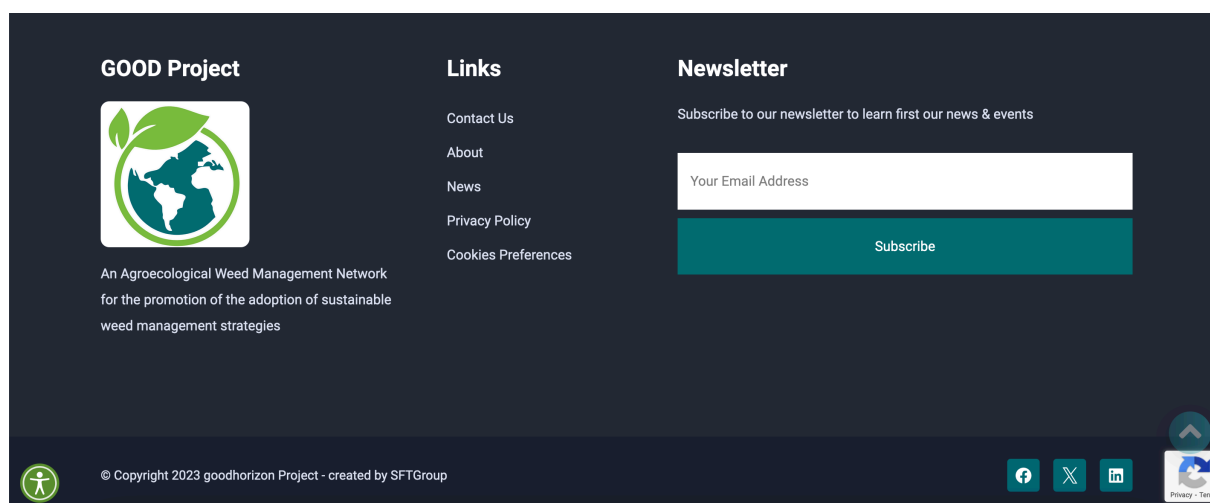 GOOD Project
An Agroecological Weed Management Network
for the promotion of the adoption of sustainable
weed management strategies
Links
Contact Us
About
News
Privacy Policy
Cookies Preferences
Newsletter
Subscribe to our newsletter to learn first our news & events
Your Email Address
Subscribe
© Copyright 2023 goodhorizon Project - created by SFTGroup
Privacy - Ter